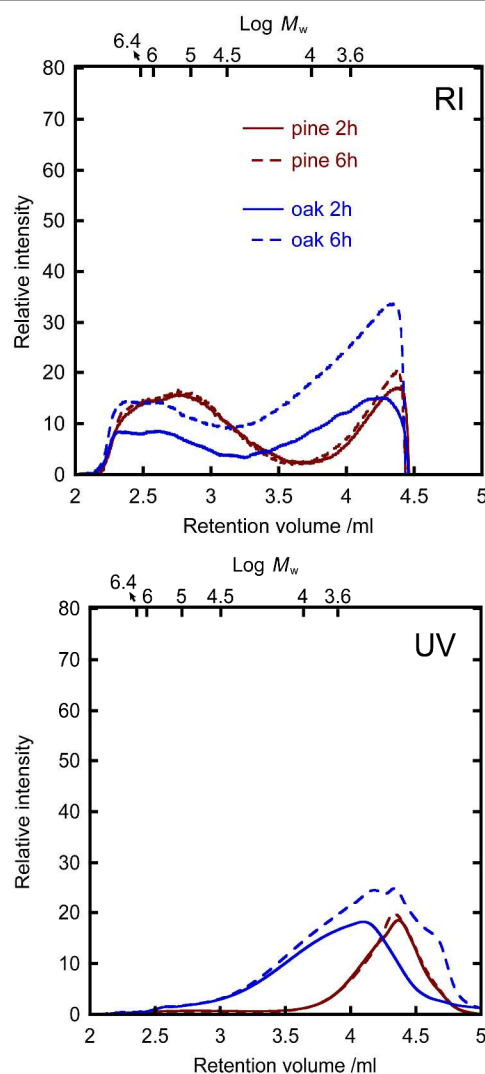 Log Mw
6.4 6 5 4.5 4 3.6
80
RI
70
pine 2h
60
pine 6h
50
oak 2h
oak 6h
40
30
20
10
0
2 2.5 3 3.5 4 4.5 5
Relative intensity
Retention volume /ml
Log Mw
6.4 6 5 4.5 4 3.6
80
UV
70
60
50
40
30
20
10
0
2 2.5 3 3.5 4 4.5 5
Relative intensity
Retention volume /ml